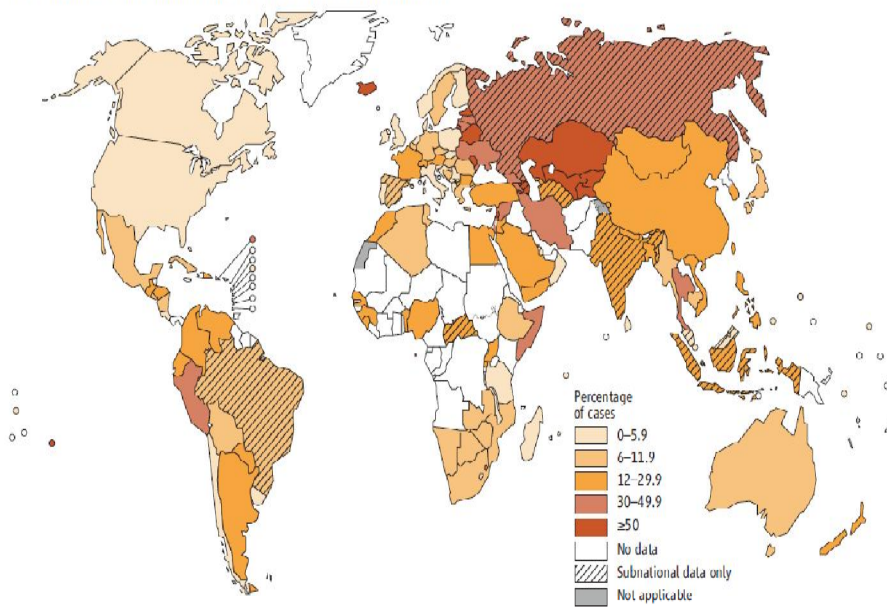 Percentage
of cases
0–5.9
6–11.9
12–29.9
30–49.9
≥50
No data
Subnational data only
Not applicable